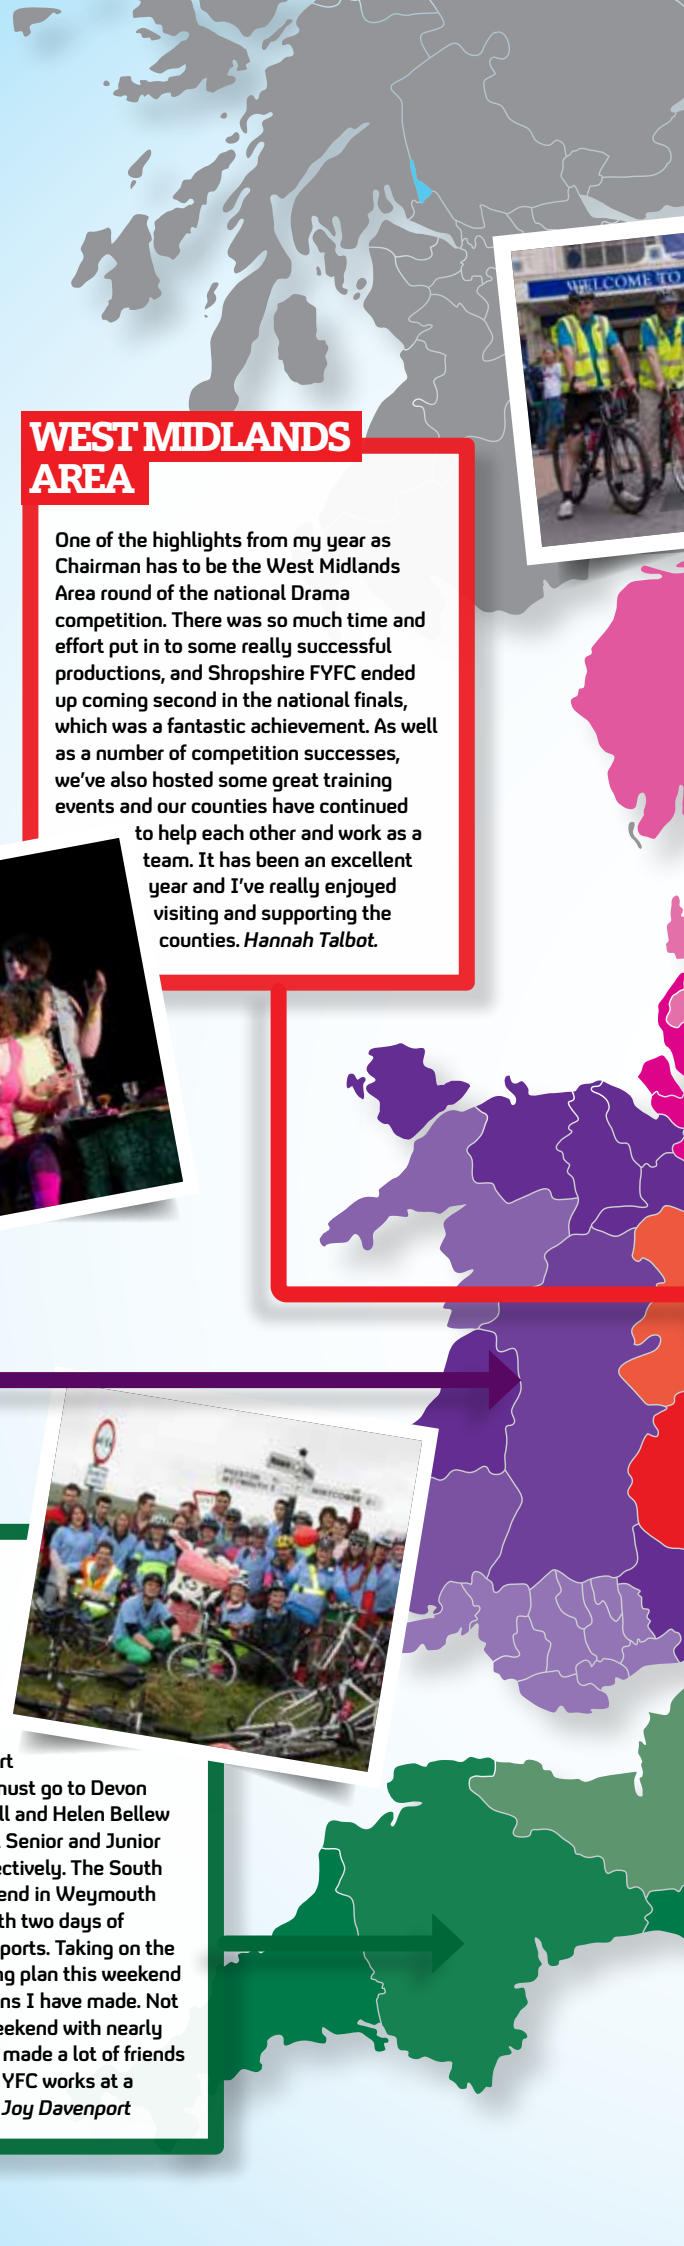 WELCOME TO
WEST MIDLANDS
AREA
One of the highlights from my year as
Chairman has to be the West Midlands
Area round of the national Drama
competition. There was so much time and
effort put in to some really successful
productions, and Shropshire FYFC ended
up coming second in the national finals,
which was a fantastic achievement. As well
as a number of competition successes,
we've also hosted some great training
events and our counties have continued
to help each other and work as a
team. It has been an excellent
year and I've really enjoyed
visiting and supporting the
counties. Hannah Talbot.
rt
must go to Devon
ll and Helen Bellew
Senior and Junior
ectively. The South
end in Weymouth
th two days of
ports. Taking on the
ng plan this weekend
ns I have made. Not
eekend with nearly
made a lot of friends
YFC works at a
Joy Davenport